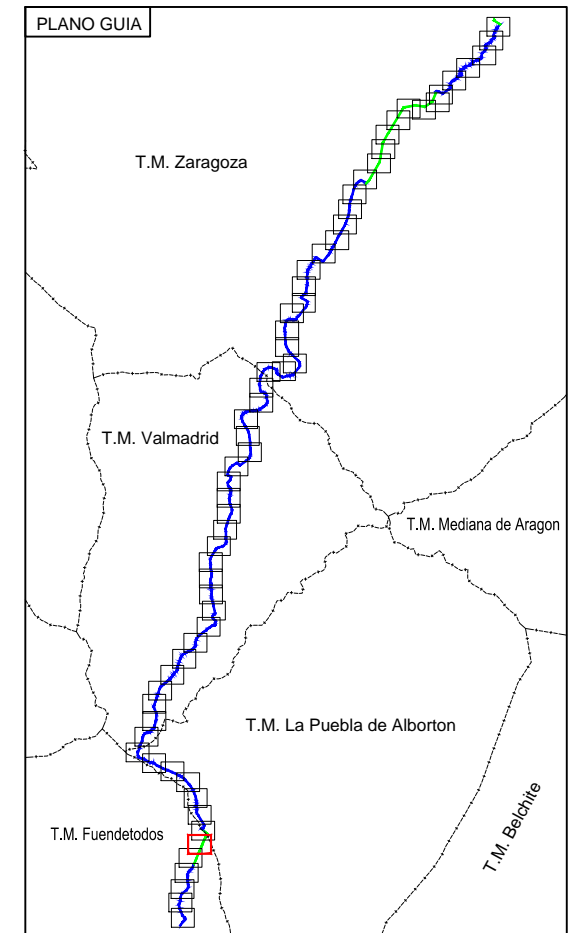 PLANO GUIA
T.M. Zaragoza
T.M. Valmadrid
T.M. Mediana de Aragon
T.M. La Puebla de Alborton
T.M. Belchite
T.M. Fuendetodos